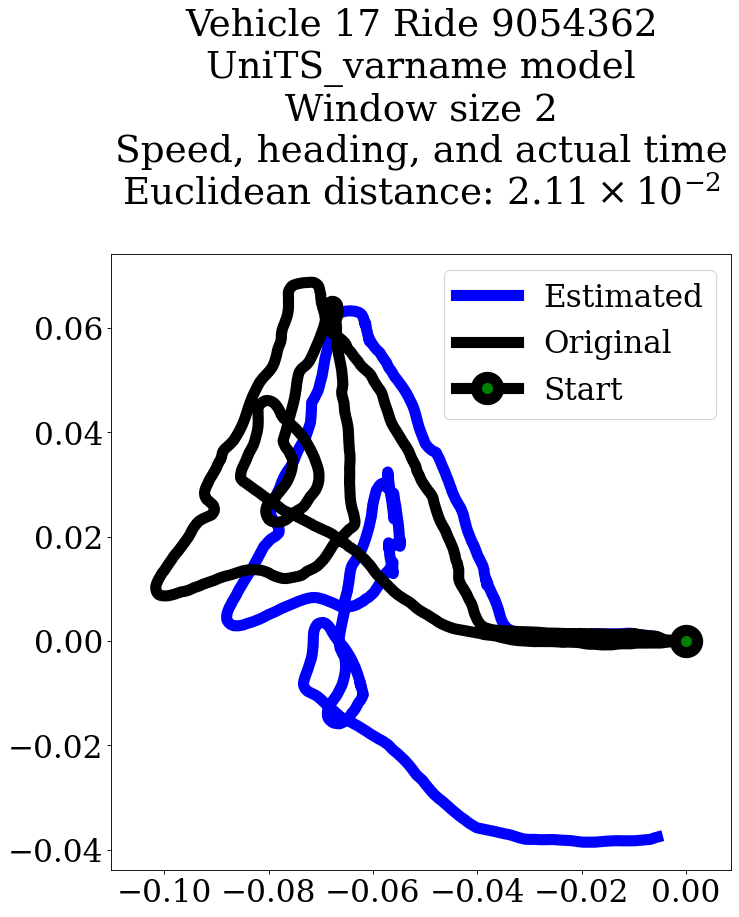 Vehicle 17 Ride 9054362
UniTS_varname model
Window size 2
Speed, heading, and actual time
Euclidean distance: 2.11 × 10⁻²
Estimated
Original
Start
0.06
0.04
0.02
0.00
−0.02
−0.04
−0.10 −0.08 −0.06 −0.04 −0.02 0.00